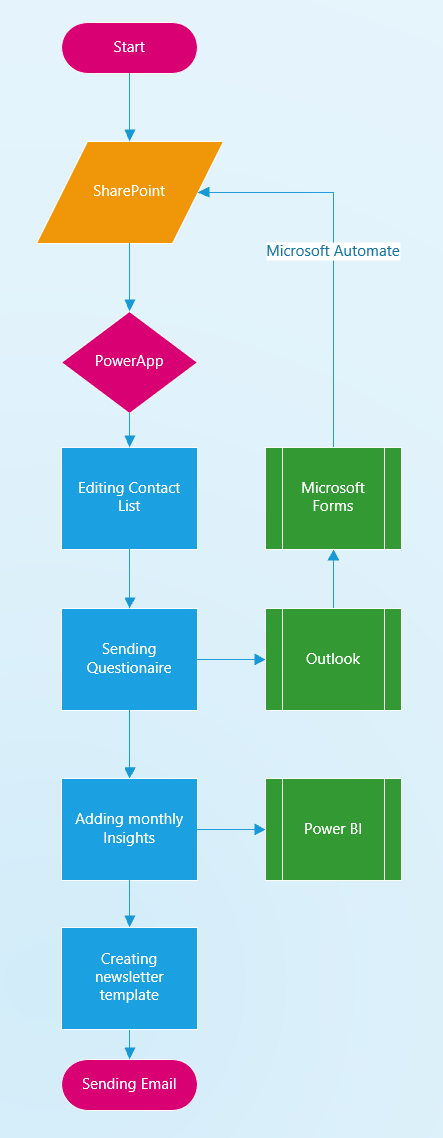 Start
SharePoint
Microsoft Automate
PowerApp
Editing Contact
List
Microsoft
Forms
Sending
Questionaire
Outlook
Adding monthly
Insights
Power BI
Creating
newsletter
template
Sending Email